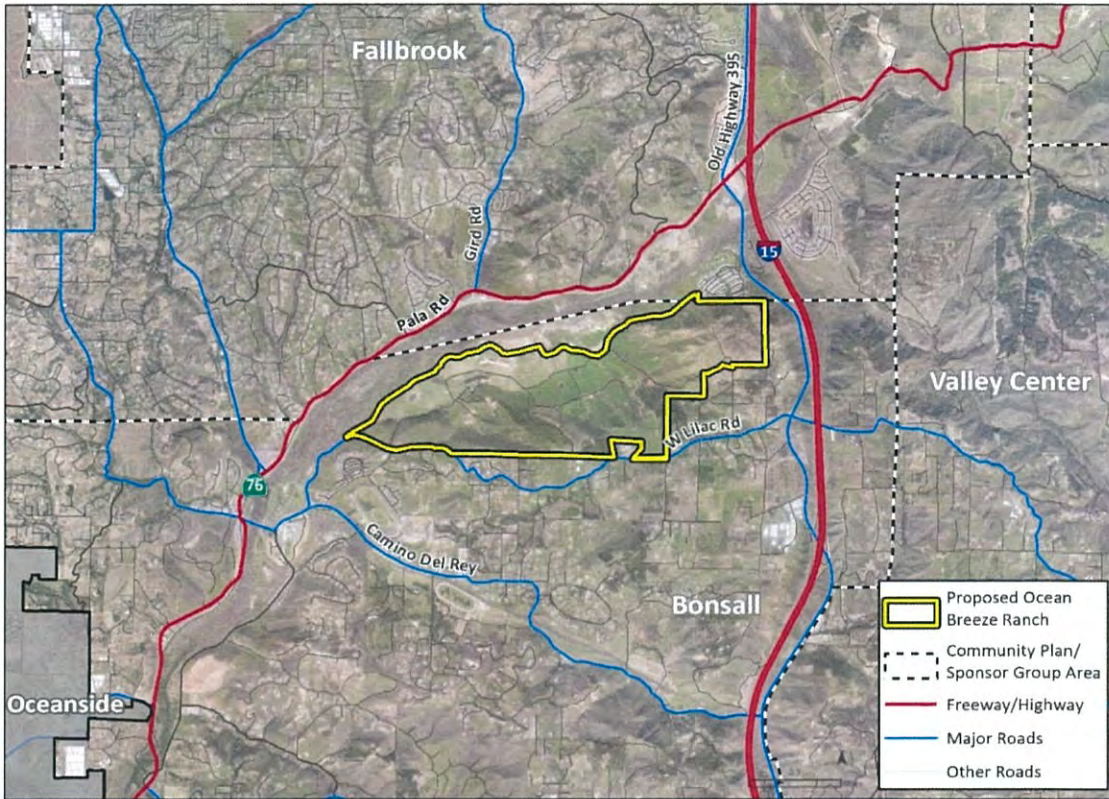 Fallbrook
Old Highway 395
Gird Rd
15
Pala Rd
Valley Center
W Lilac Rd
76
Camino Del Rey
Bonsall
Oceanside
Proposed Ocean
Breeze Ranch
Community Plan/
Sponsor Group Area
Freeway/Highway
Major Roads
Other Roads